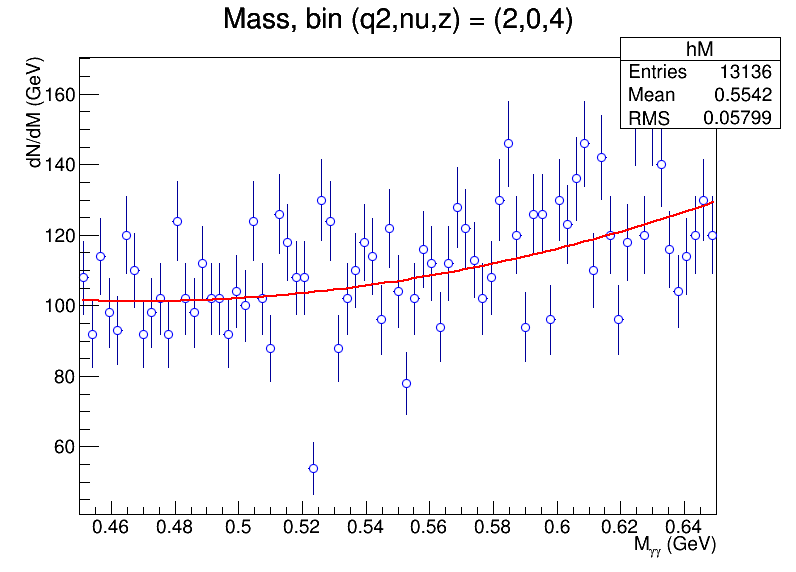 Mass, bin (q2,nu,z) = (2,0,4)
hM
Entries 13136
Mean 0.5542
RMS 0.05799
dN/dM (GeV)
160
140
120
100
80
60
0.46 0.48 0.5 0.52 0.54 0.56 0.58 0.6 0.62 0.64
Mγγ (GeV)